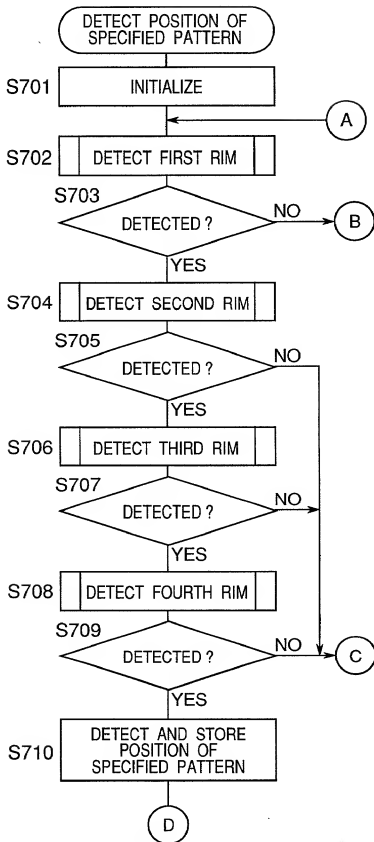 DETECT POSITION OF
SPECIFIED PATTERN
S701
INITIALIZE
A
S702
DETECT FIRST RIM
S703
DETECTED ?
NO
B
YES
S704
DETECT SECOND RIM
S705
DETECTED ?
NO
YES
S706
DETECT THIRD RIM
S707
DETECTED ?
NO
YES
S708
DETECT FOURTH RIM
S709
DETECTED ?
NO
C
YES
S710
DETECT AND STORE
POSITION OF
SPECIFIED PATTERN
D